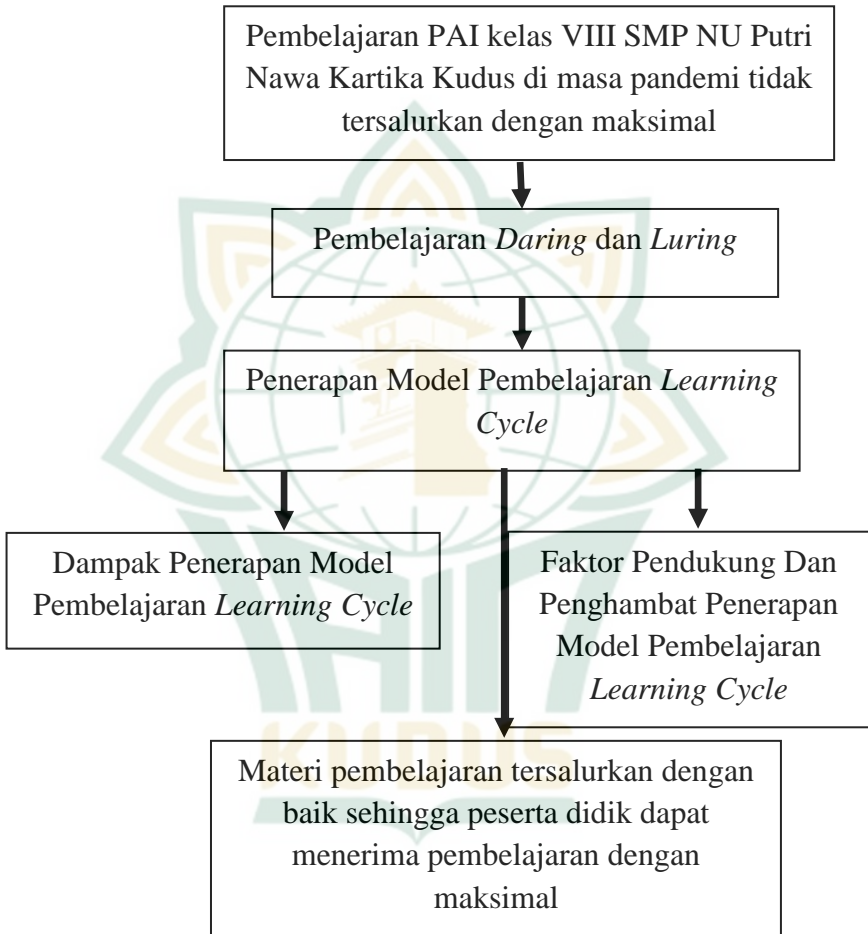 Pembelajaran PAI kelas VIII SMP NU Putri
Nawa Kartika Kudus di masa pandemi tidak
tersalurkan dengan maksimal
Pembelajaran Daring dan Luring
Penerapan Model Pembelajaran Learning
Cycle
Dampak Penerapan Model
Pembelajaran Learning Cycle
Faktor Pendukung Dan
Penghambat Penerapan
Model Pembelajaran
Learning Cycle
KUDUS
Materi pembelajaran tersalurkan dengan
baik sehingga peserta didik dapat
menerima pembelajaran dengan
maksimal